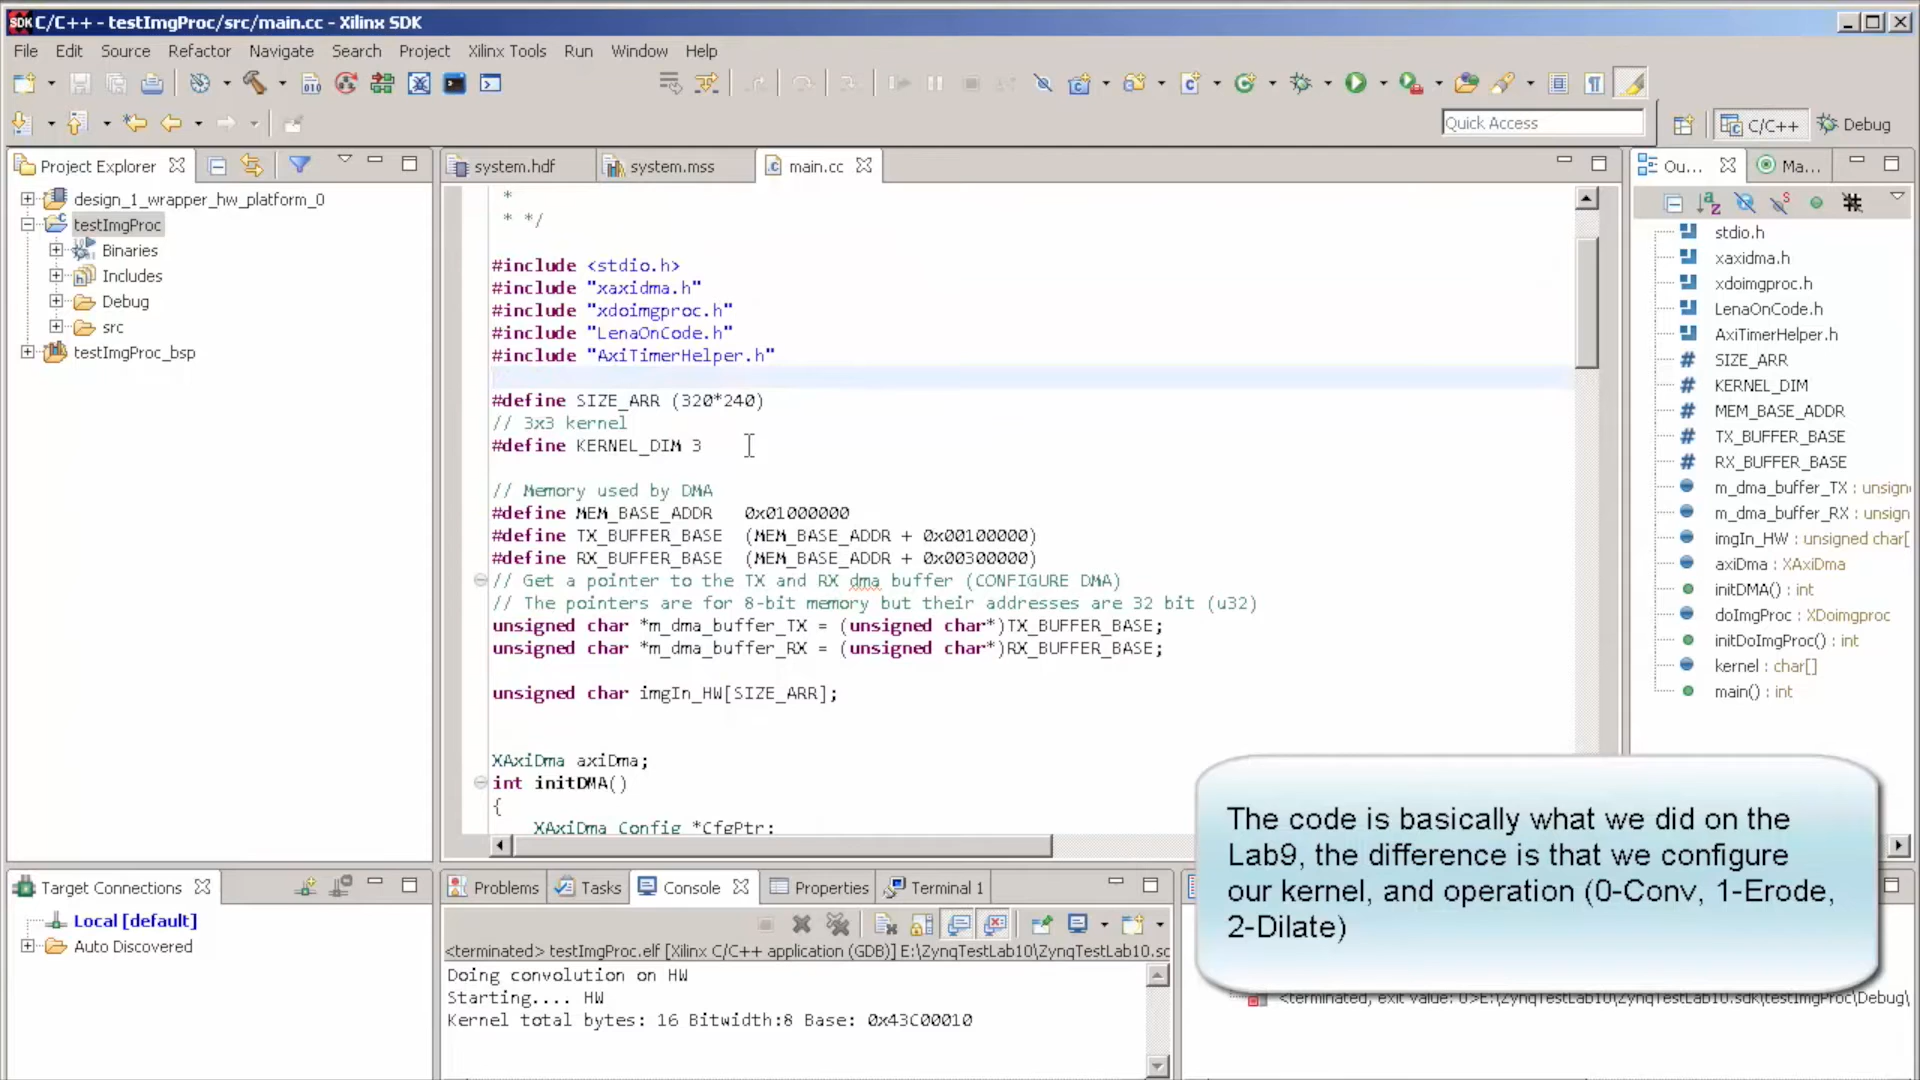 SDK C/C++ - testImgProc/src/main.cc - Xilinx SDK
File Edit Source Refactor Navigate Search Project Xilinx Tools Run Window Help
Quick Access
C/C++
Debug
Project Explorer
design_1_wrapper_hw_platform_0
testImgProc
Binaries
Includes
Debug
src
testImgProc_bsp
system.hdf
system.mss
main.cc
*
* */
#include <stdio.h>
#include "xaxidma.h"
#include "xdoimgproc.h"
#include "LenaOnCode.h"
#include "AxiTimerHelper.h"
#define SIZE_ARR (320*240)
// 3x3 kernel
#define KERNEL_DIM 3
// Memory used by DMA
#define MEM_BASE_ADDR 0x01000000
#define TX_BUFFER_BASE (MEM_BASE_ADDR + 0x00100000)
#define RX_BUFFER_BASE (MEM_BASE_ADDR + 0x00300000)
// Get a pointer to the TX and RX dma buffer (CONFIGURE DMA)
// The pointers are for 8-bit memory but their addresses are 32 bit (u32)
unsigned char *m_dma_buffer_TX = (unsigned char*)TX_BUFFER_BASE;
unsigned char *m_dma_buffer_RX = (unsigned char*)RX_BUFFER_BASE;
unsigned char imgIn_HW[SIZE_ARR];
XAxiDma axiDma;
int initDMA()
{
XAxiDma_Config *CfgPtr;
Ou...
Ma...
stdio.h
xaxidma.h
xdoimgproc.h
LenaOnCode.h
AxiTimerHelper.h
SIZE_ARR
KERNEL_DIM
MEM_BASE_ADDR
TX_BUFFER_BASE
RX_BUFFER_BASE
m_dma_buffer_TX : unsign
m_dma_buffer_RX : unsign
imgIn_HW : unsigned char[
axiDma : XAxiDma
initDMA() : int
doImgProc : XDoimgproc
initDoImgProc() : int
kernel : char[]
main() : int
The code is basically what we did on the
Lab9, the difference is that we configure
our kernel, and operation (0-Conv, 1-Erode,
2-Dilate)
Target Connections
Local [default]
Auto Discovered
Problems
Tasks
Console
Properties
Terminal 1
<terminated> testImgProc.elf [Xilinx C/C++ application (GDB)] E:\ZynqTestLab10\ZynqTestLab10.sc
Doing convolution on HW
Starting.... HW
Kernel total bytes: 16 Bitwidth:8 Base: 0x43C00010
<terminated, exit value: 0>E:\ZynqTestLab10\ZynqTestLab10.sdk\testImgProc\Debug\